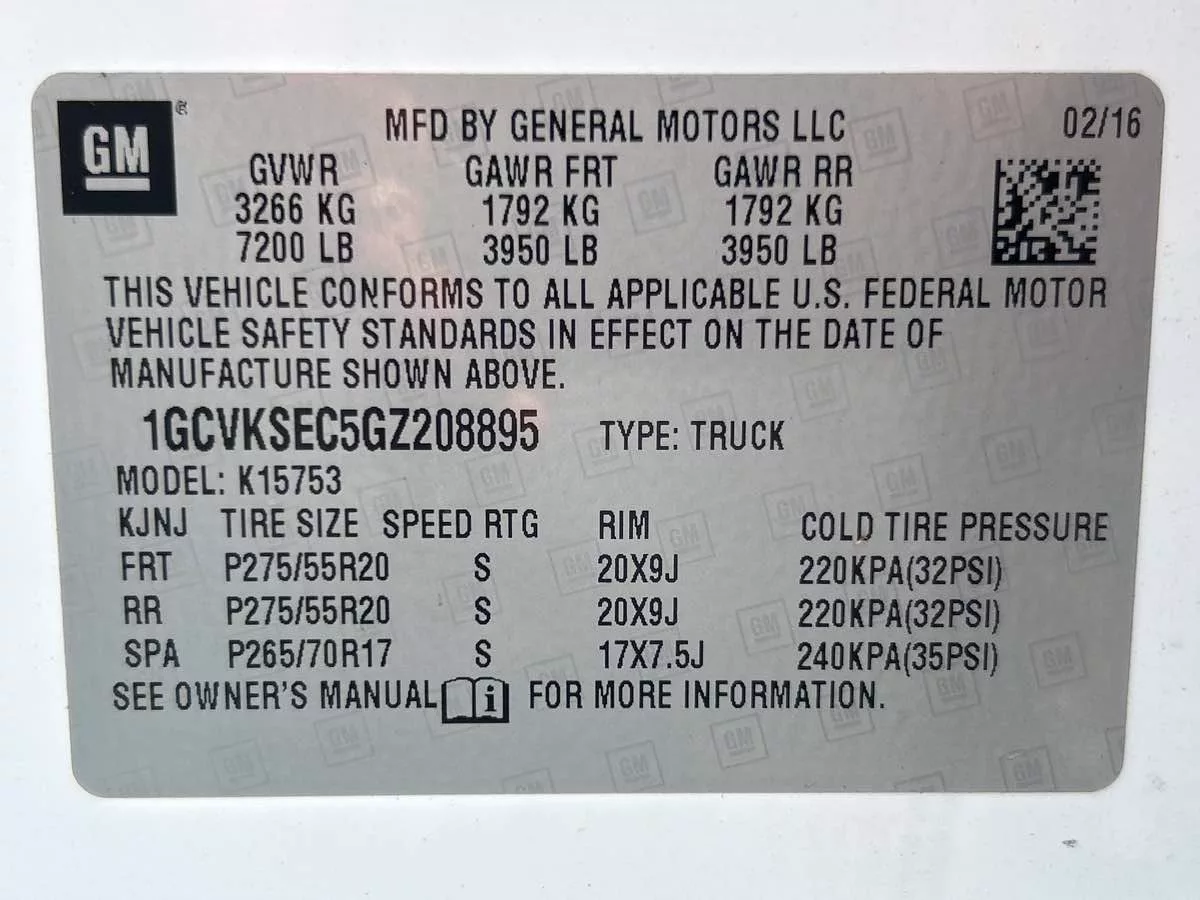 GM ®
MFD BY GENERAL MOTORS LLC 02/16
GVWR GAWR FRT GAWR RR
3266 KG 1792 KG 1792 KG
7200 LB 3950 LB 3950 LB
THIS VEHICLE CONFORMS TO ALL APPLICABLE U.S. FEDERAL MOTOR
VEHICLE SAFETY STANDARDS IN EFFECT ON THE DATE OF
MANUFACTURE SHOWN ABOVE.
1GCVKSEC5GZ208895 TYPE: TRUCK
MODEL: K15753
KJNJ TIRE SIZE SPEED RTG RIM COLD TIRE PRESSURE
FRT P275/55R20 S 20X9J 220KPA(32PSI)
RR P275/55R20 S 20X9J 220KPA(32PSI)
SPA P265/70R17 S 17X7.5J 240KPA(35PSI)
SEE OWNER'S MANUAL i FOR MORE INFORMATION.